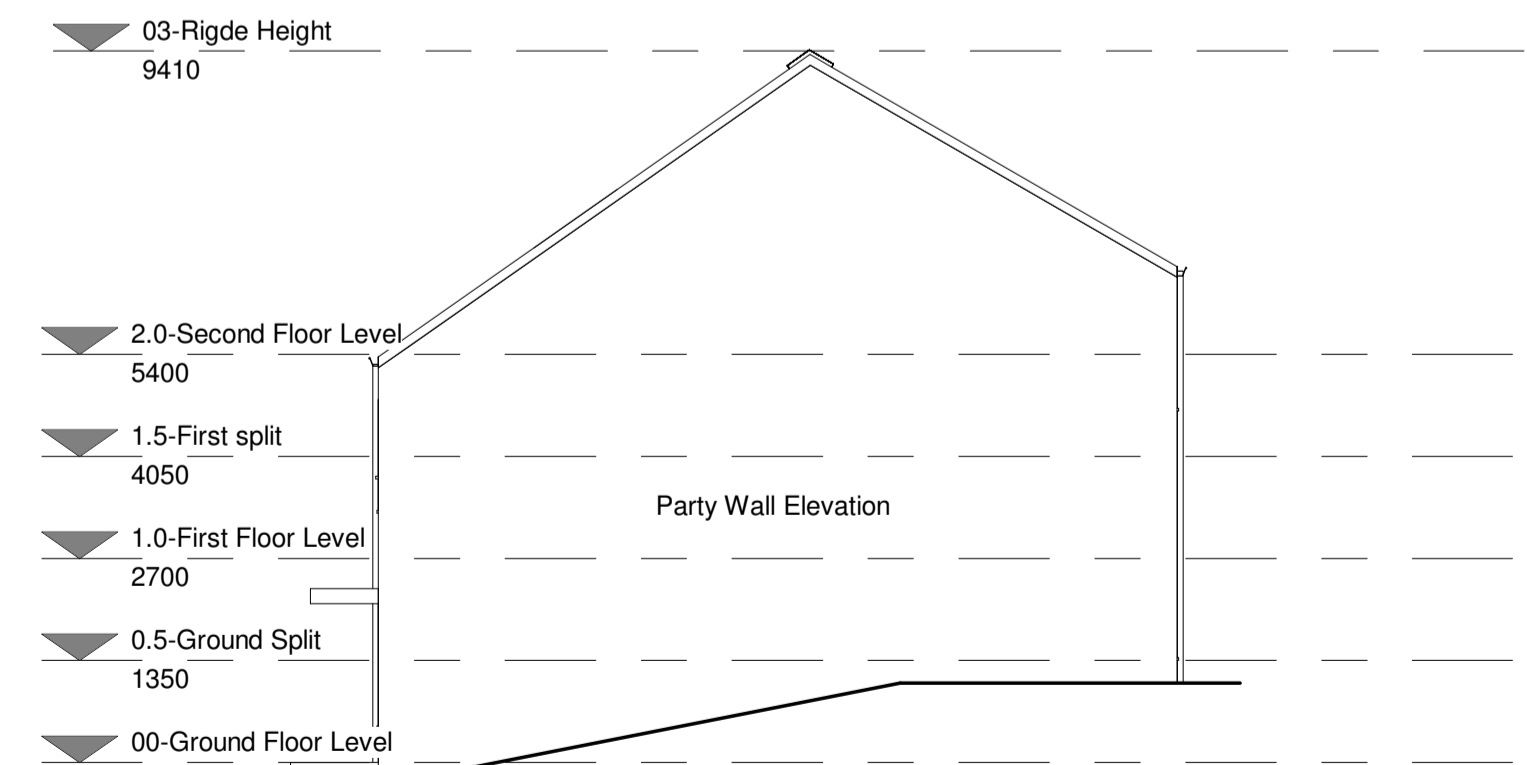 03-Rigde Height
9410
2.0-Second Floor Level
5400
1.5-First split
4050
Party Wall Elevation
1.0-First Floor Level
2700
0.5-Ground Split
1350
00-Ground Floor Level